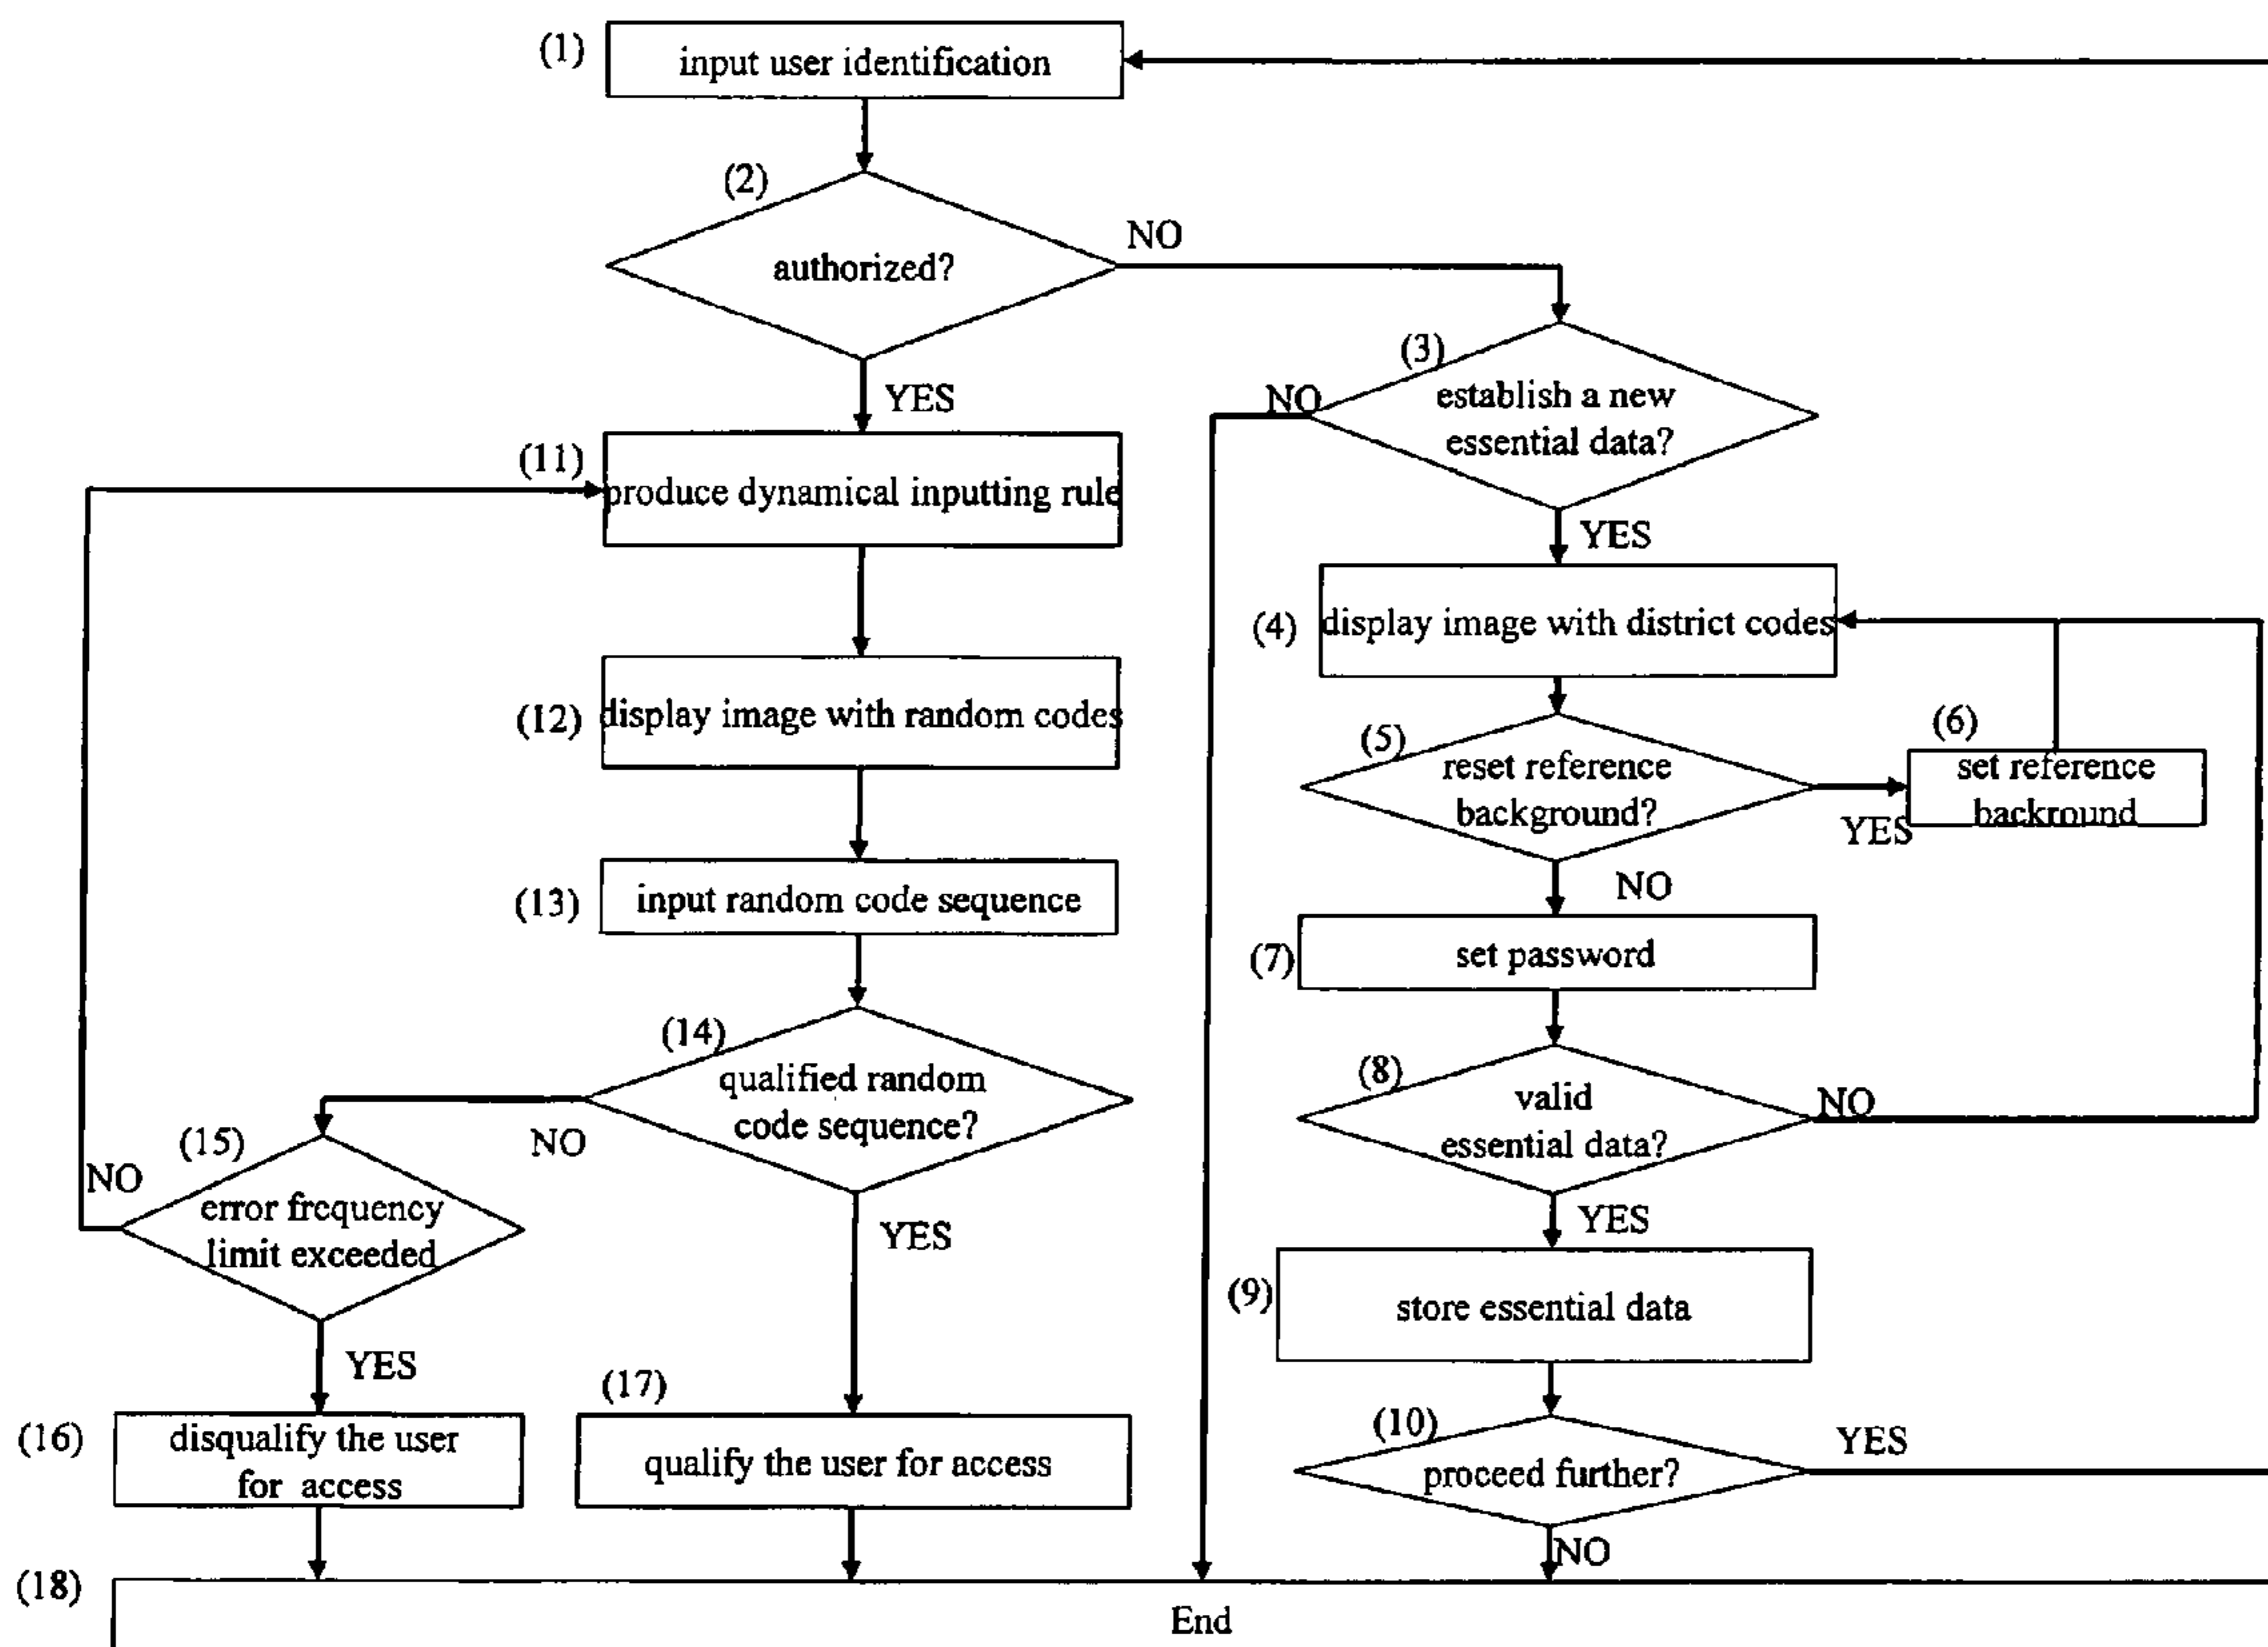 (1)
input user identification
(2)
authorized?
NO
YES
(3)
establish a new
essential data?
NO
YES
(11)
produce dynamical inputting rule
(4)
display image with district codes
(12)
display image with random codes
(5)
reset reference
background?
YES
NO
(6)
set reference
backround
(13)
input random code sequence
(7)
set password
(14)
qualified random
code sequence?
NO
YES
(8)
valid
essential data?
NO
YES
(15)
error frequency
limit exceeded
NO
YES
(9)
store essential data
(16)
disqualify the user
for access
(17)
qualify the user for access
(10)
proceed further?
YES
NO
(18)
End